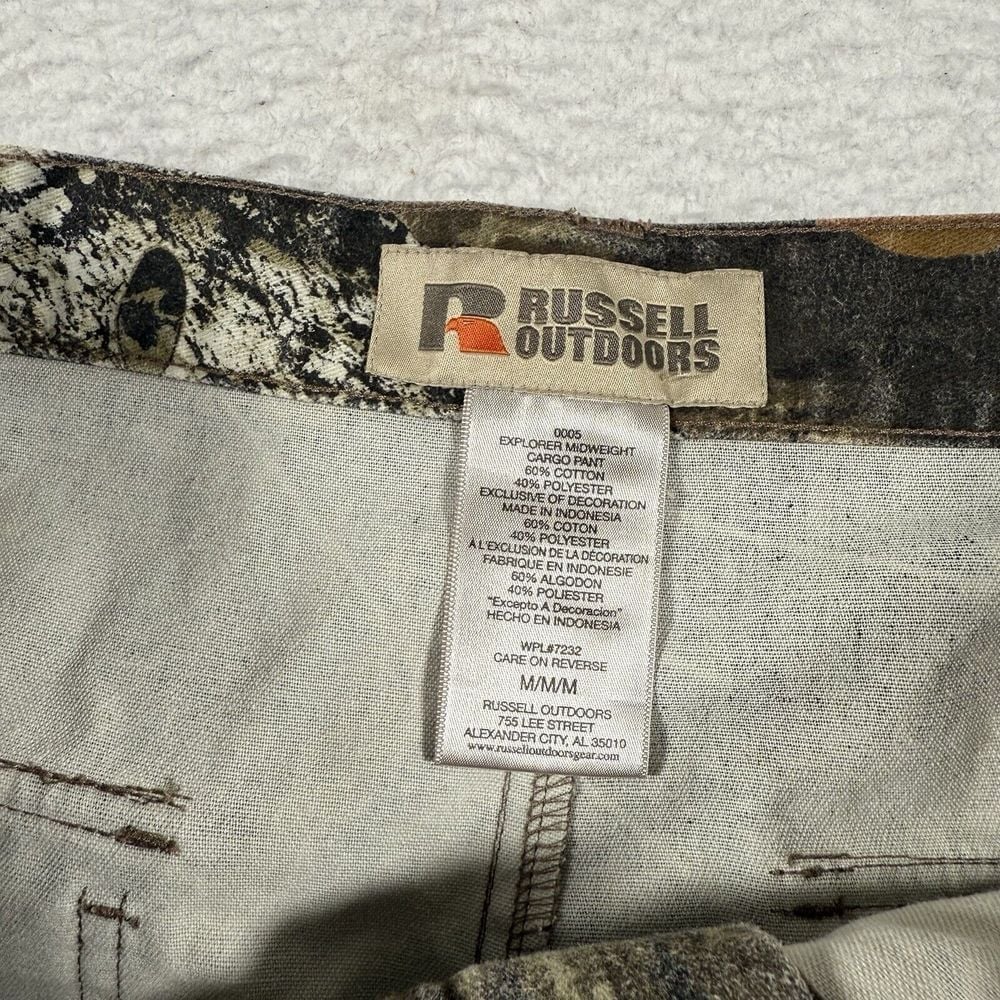 RUSSELL
OUTDOORS
0005
EXPLORER MIDWEIGHT
CARGO PANT
60% COTTON
40% POLYESTER
EXCLUSIVE OF DECORATION
MADE IN INDONESIA
60% COTON
40% POLYESTER
À L'EXCLUSION DE LA DÉCORATION
FABRIQUE EN INDONESIE
60% ALGODON
40% POLIESTER
"Excepto A Decoracion"
HECHO EN INDONESIA
WPL#7232
CARE ON REVERSE
M/M/M
RUSSELL OUTDOORS
755 LEE STREET
ALEXANDER CITY, AL 35010
www.russelloutdoorsgear.com